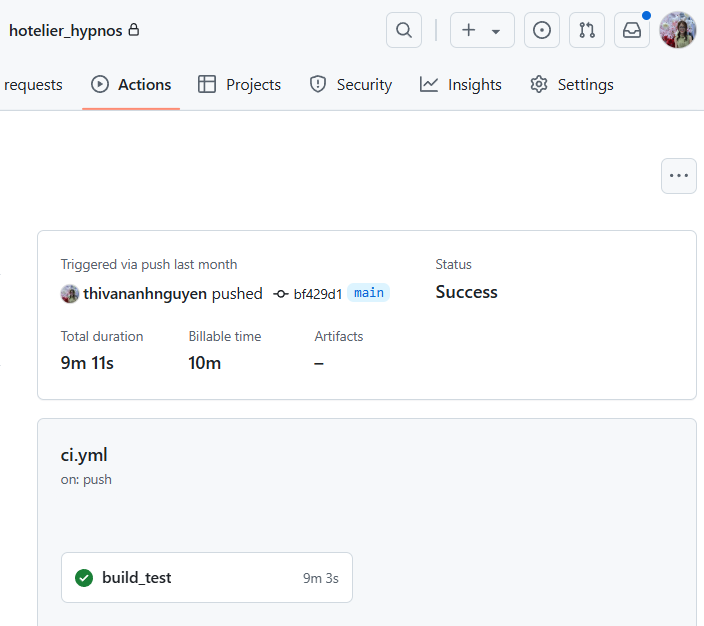 hotelier_hypnos
requests Actions Projects Security Insights Settings
Triggered via push last month
thivananhnguyen pushed bf429d1 main
Status
Success
Total duration
9m 11s
Billable time
10m
Artifacts
–
ci.yml
on: push
build_test 9m 3s